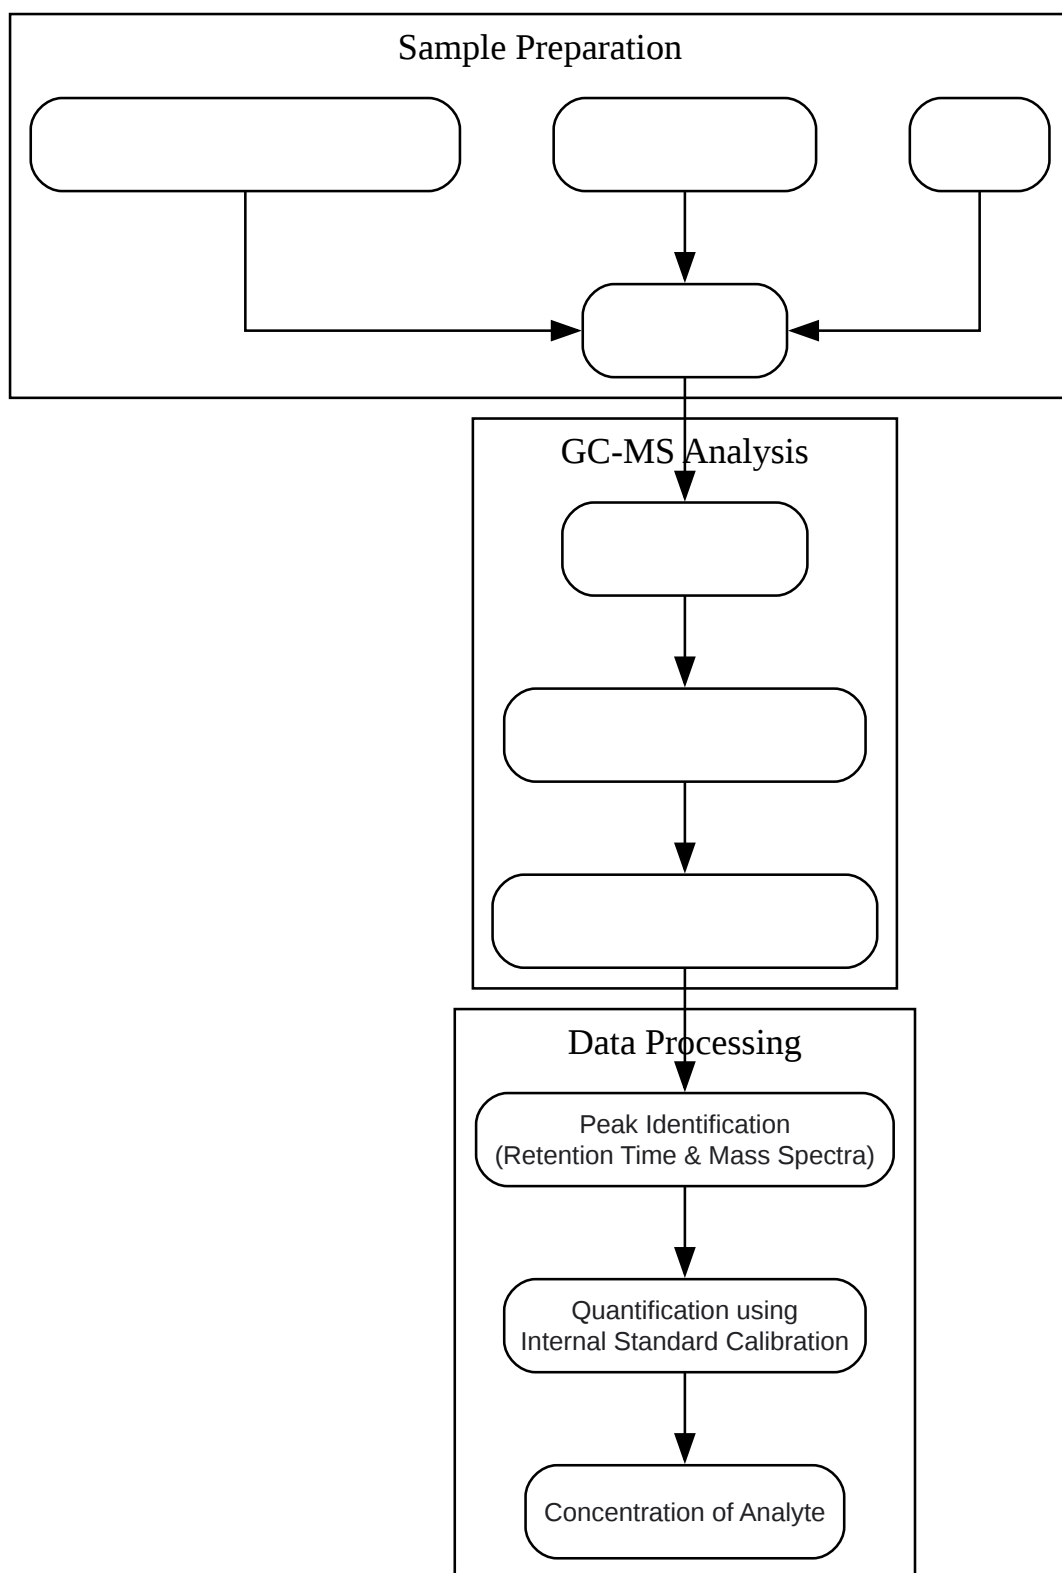 Sample Preparation
GC-MS Analysis
Data Processing
Peak Identification
(Retention Time & Mass Spectra)
Quantification using
Internal Standard Calibration
Concentration of Analyte